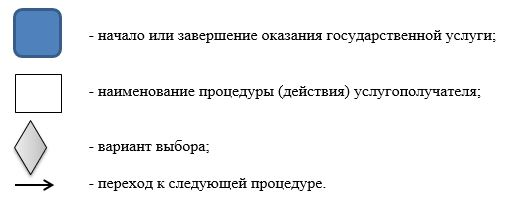 - начало или завершение оказания государственной услуги;
- наименование процедуры (действия) услугополучателя;
- вариант выбора;
- переход к следующей процедуре.